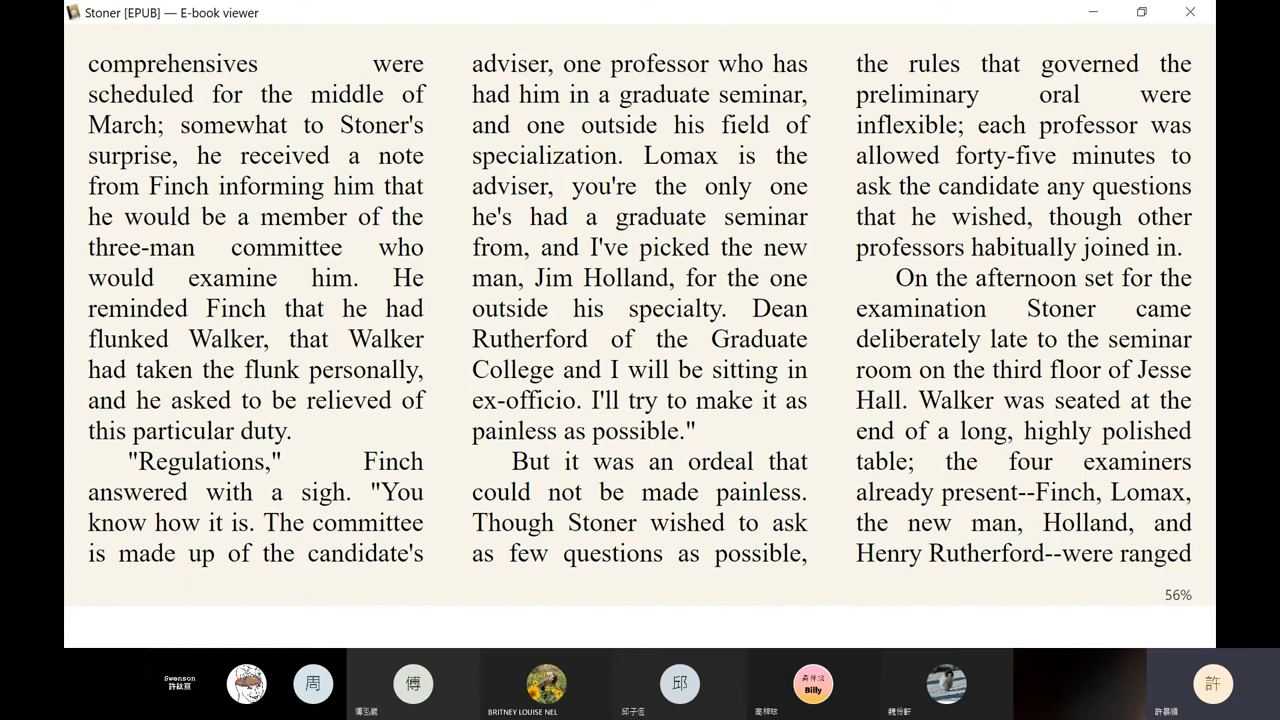 Stoner [EPUB] — E-book viewer
comprehensives were
scheduled for the middle of
March; somewhat to Stoner's
surprise, he received a note
from Finch informing him that
he would be a member of the
three-man committee who
would examine him. He
reminded Finch that he had
flunked Walker, that Walker
had taken the flunk personally,
and he asked to be relieved of
this particular duty.
"Regulations," Finch
answered with a sigh. "You
know how it is. The committee
is made up of the candidate's
adviser, one professor who has
had him in a graduate seminar,
and one outside his field of
specialization. Lomax is the
adviser, you're the only one
he's had a graduate seminar
from, and I've picked the new
man, Jim Holland, for the one
outside his specialty. Dean
Rutherford of the Graduate
College and I will be sitting in
ex-officio. I'll try to make it as
painless as possible."
But it was an ordeal that
could not be made painless.
Though Stoner wished to ask
as few questions as possible,
the rules that governed the
preliminary oral were
inflexible; each professor was
allowed forty-five minutes to
ask the candidate any questions
that he wished, though other
professors habitually joined in.
On the afternoon set for the
examination Stoner came
deliberately late to the seminar
room on the third floor of Jesse
Hall. Walker was seated at the
end of a long, highly polished
table; the four examiners
already present--Finch, Lomax,
the new man, Holland, and
Henry Rutherford--were ranged
56%
Swenson
周
傅
BRITNEY LOUISE NEL
邱
邱子恆
Billy
許